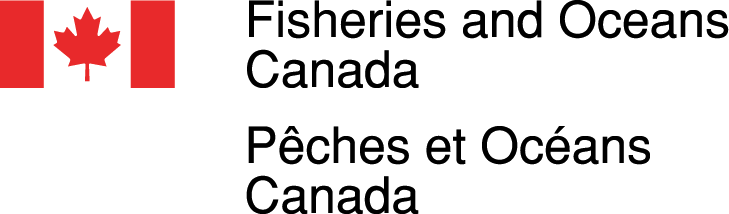 Fisheries and Oceans
Canada
Pêches et Océans
Canada